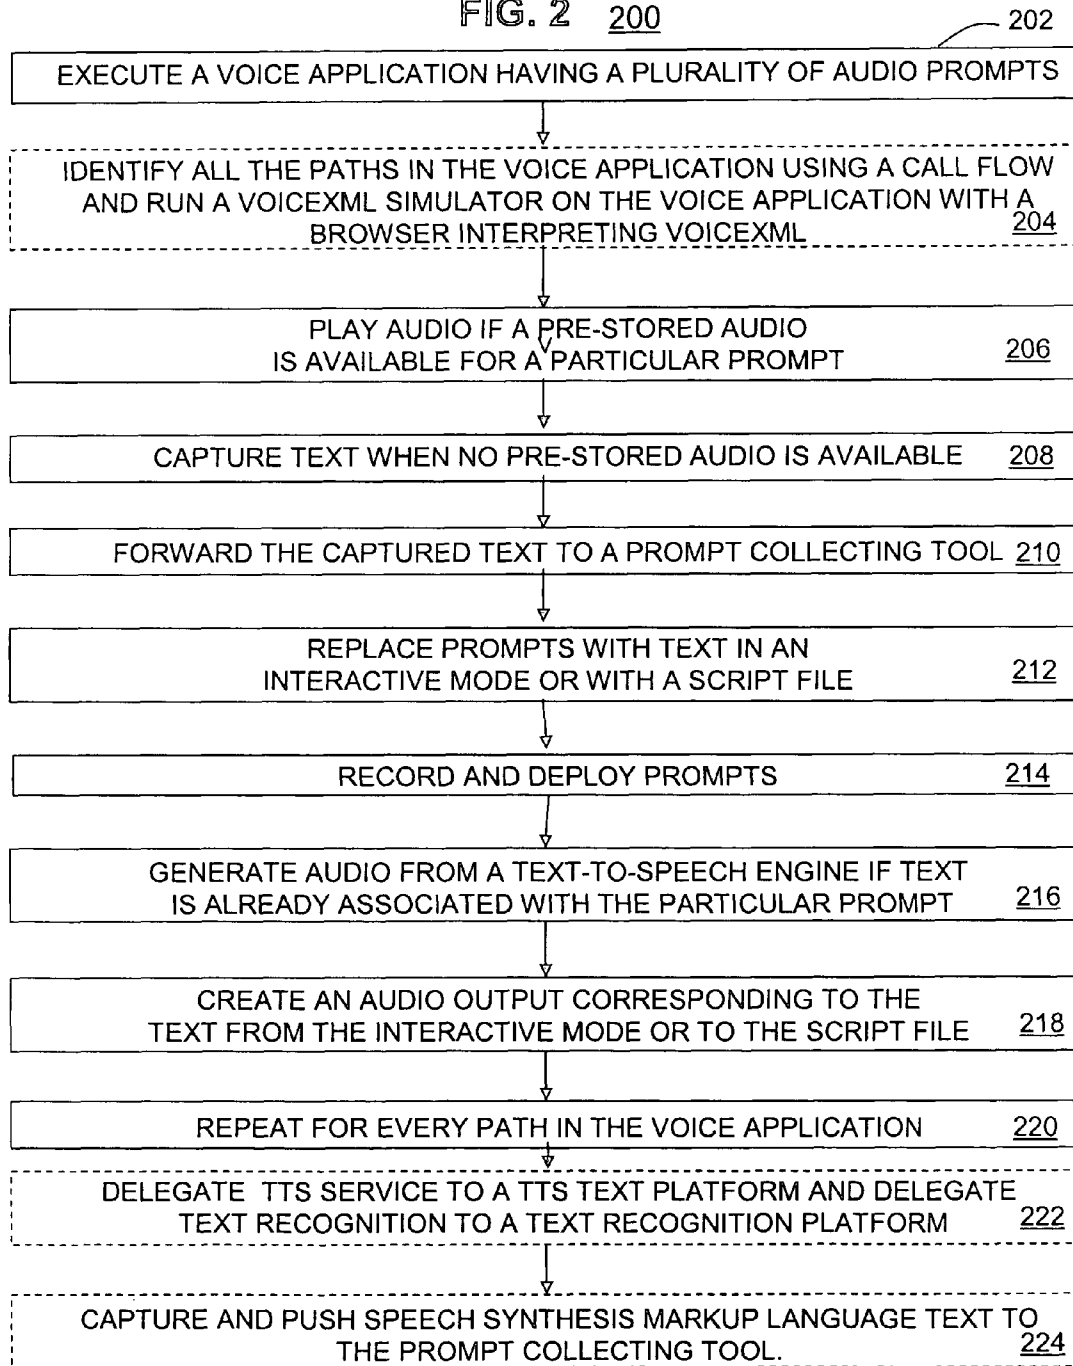 FIG. 2 200
202
EXECUTE A VOICE APPLICATION HAVING A PLURALITY OF AUDIO PROMPTS
IDENTIFY ALL THE PATHS IN THE VOICE APPLICATION USING A CALL FLOW
AND RUN A VOICEXML SIMULATOR ON THE VOICE APPLICATION WITH A
BROWSER INTERPRETING VOICEXML 204
PLAY AUDIO IF A PRE-STORED AUDIO
IS AVAILABLE FOR A PARTICULAR PROMPT 206
CAPTURE TEXT WHEN NO PRE-STORED AUDIO IS AVAILABLE 208
FORWARD THE CAPTURED TEXT TO A PROMPT COLLECTING TOOL 210
REPLACE PROMPTS WITH TEXT IN AN
INTERACTIVE MODE OR WITH A SCRIPT FILE 212
RECORD AND DEPLOY PROMPTS 214
GENERATE AUDIO FROM A TEXT-TO-SPEECH ENGINE IF TEXT
IS ALREADY ASSOCIATED WITH THE PARTICULAR PROMPT 216
CREATE AN AUDIO OUTPUT CORRESPONDING TO THE
TEXT FROM THE INTERACTIVE MODE OR TO THE SCRIPT FILE 218
REPEAT FOR EVERY PATH IN THE VOICE APPLICATION 220
DELEGATE TTS SERVICE TO A TTS TEXT PLATFORM AND DELEGATE
TEXT RECOGNITION TO A TEXT RECOGNITION PLATFORM 222
CAPTURE AND PUSH SPEECH SYNTHESIS MARKUP LANGUAGE TEXT TO
THE PROMPT COLLECTING TOOL. 224